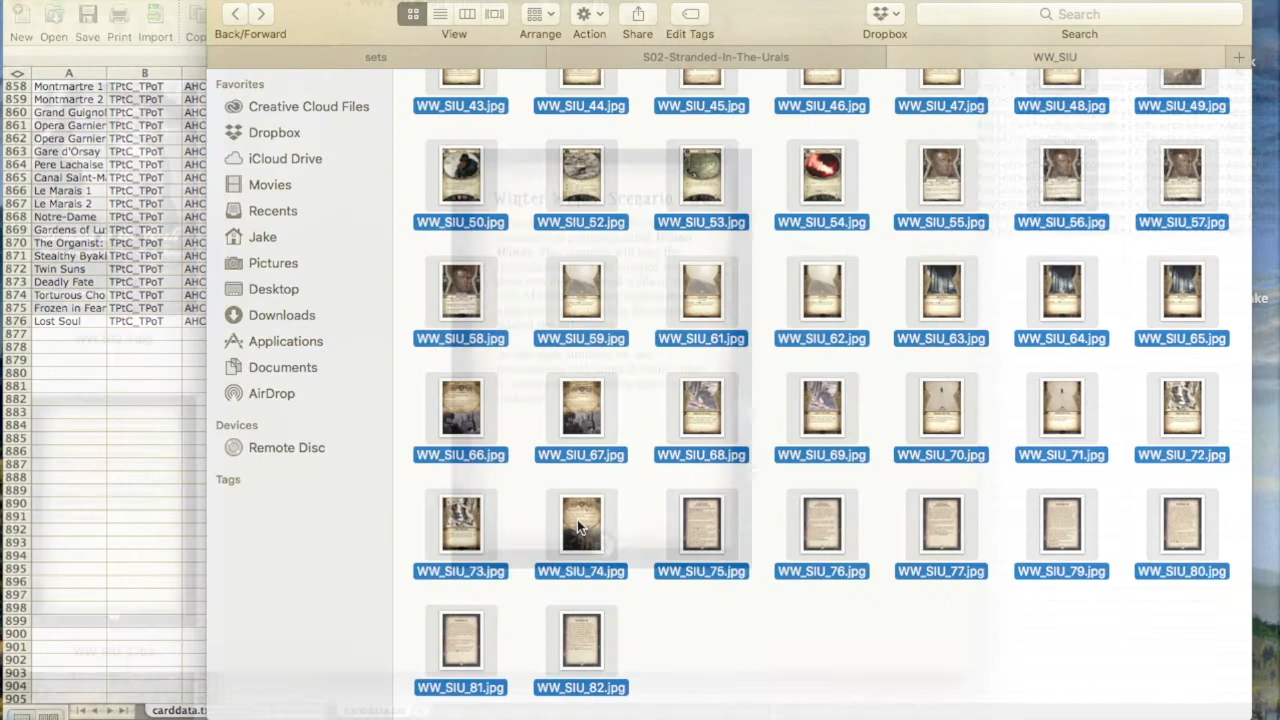 New Open Save Print Import Cop
Back/Forward View Arrange Action Share Edit Tags Dropbox Search
Search
sets S02-Stranded-In-The-Urals WW_SIU
A B
858 Montmartre 1 TPtC_TPoT AHC
859 Montmartre 2 TPtC_TPoT AHC
860 Grand Guignol TPtC_TPoT AHC
861 Opera Garnier TPtC_TPoT AHC
862 Opera Garnier TPtC_TPoT AHC
863 Gare d'Orsay TPtC_TPoT AHC
864 Pere Lachaise TPtC_TPoT AHC
865 Canal Saint-Ma TPtC_TPoT AHC
866 Le Marais 1 TPtC_TPoT AHC
867 Le Marais 2 TPtC_TPoT AHC
868 Notre-Dame TPtC_TPoT AHC
869 Gardens of Lu TPtC_TPoT AHC
870 The Organist: TPtC_TPoT AHC
871 Stealthy Byakh TPtC_TPoT AHC
872 Twin Suns TPtC_TPoT AHC
873 Deadly Fate TPtC_TPoT AHC
874 Torturous Cho TPtC_TPoT AHC
875 Frozen in Fear TPtC_TPoT AHC
876 Lost Soul TPtC_TPoT AHC
877
878
879
880
881
882
883
884
885
886
887
888
889
890
891
892
893
894
895
896
897
898
899
900
901
902
903
904
905
carddata.tx
Favorites
Creative Cloud Files
Dropbox
iCloud Drive
Movies
Recents
Jake
Pictures
Desktop
Downloads
Applications
Documents
AirDrop
Devices
Remote Disc
Tags
WW_SIU_43.jpg WW_SIU_44.jpg WW_SIU_45.jpg WW_SIU_46.jpg WW_SIU_47.jpg WW_SIU_48.jpg WW_SIU_49.jpg
WW_SIU_50.jpg WW_SIU_52.jpg WW_SIU_53.jpg WW_SIU_54.jpg WW_SIU_55.jpg WW_SIU_56.jpg WW_SIU_57.jpg
WW_SIU_58.jpg WW_SIU_59.jpg WW_SIU_61.jpg WW_SIU_62.jpg WW_SIU_63.jpg WW_SIU_64.jpg WW_SIU_65.jpg
WW_SIU_66.jpg WW_SIU_67.jpg WW_SIU_68.jpg WW_SIU_69.jpg WW_SIU_70.jpg WW_SIU_71.jpg WW_SIU_72.jpg
WW_SIU_73.jpg WW_SIU_74.jpg WW_SIU_75.jpg WW_SIU_76.jpg WW_SIU_77.jpg WW_SIU_79.jpg WW_SIU_80.jpg
WW_SIU_81.jpg WW_SIU_82.jpg